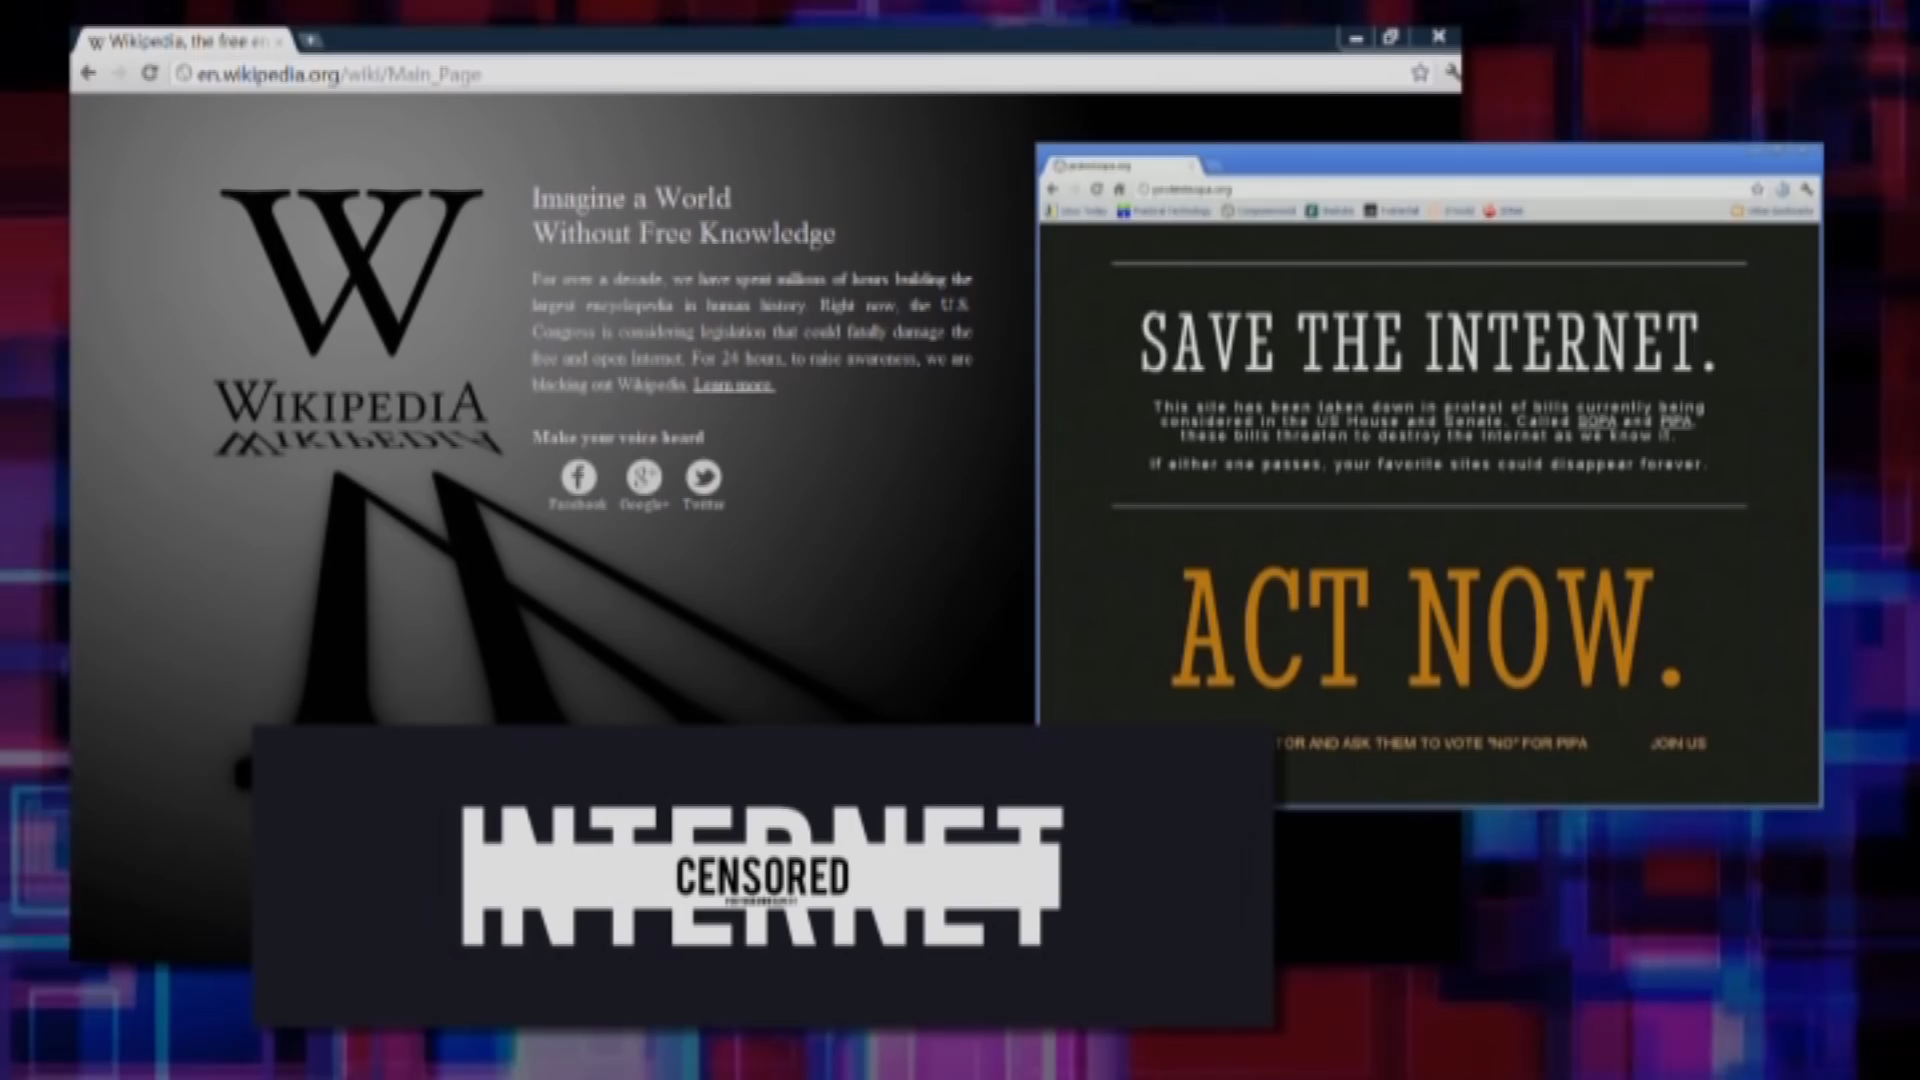 Wikipedia, the free en
en.wikipedia.org/wiki/Main_Page
WIKIPEDIA
Imagine a World
Without Free Knowledge
For over a decade, we have spent millions of hours building the
largest encyclopedia in human history. Right now, the U.S.
Congress is considering legislation that could fatally damage the
free and open Internet. For 24 hours, to raise awareness, we are
blacking out Wikipedia. Learn more.
Make your voice heard
Facebook Google+ Twitter
protestsopa.org
SAVE THE INTERNET.
This site has been taken down in protest of bills currently being
considered in the US House and Senate. Called SOPA and PIPA,
these bills threaten to destroy the internet as we know it.
If either one passes, your favorite sites could disappear forever.
ACT NOW.
TOR AND ASK THEM TO VOTE "NO" FOR PIPA
JOIN US
INTERNET
CENSORED